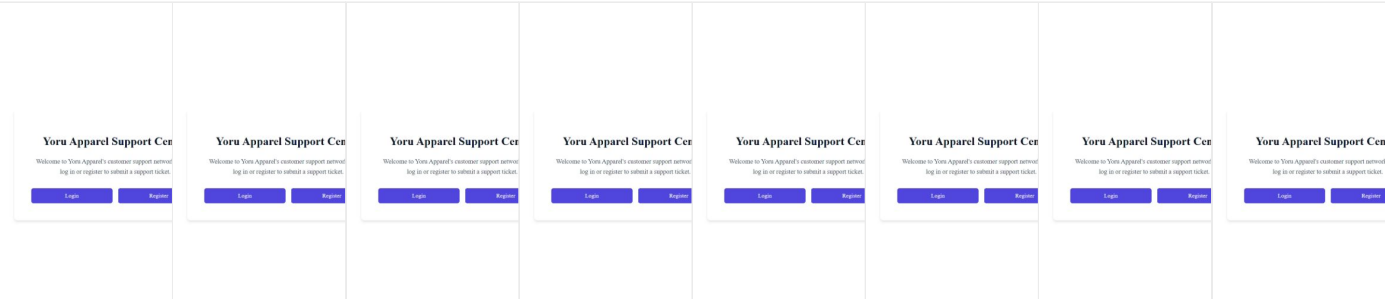 Yoru Apparel Support Cen
Welcome to Yoru Apparel's customer support networ
log in or register to submit a support ticket.
Login Register
Yoru Apparel Support Cen
Welcome to Yoru Apparel's customer support networ
log in or register to submit a support ticket.
Login Register
Yoru Apparel Support Cen
Welcome to Yoru Apparel's customer support networ
log in or register to submit a support ticket.
Login Register
Yoru Apparel Support Cen
Welcome to Yoru Apparel's customer support networ
log in or register to submit a support ticket.
Login Register
Yoru Apparel Support Cen
Welcome to Yoru Apparel's customer support networ
log in or register to submit a support ticket.
Login Register
Yoru Apparel Support Cen
Welcome to Yoru Apparel's customer support networ
log in or register to submit a support ticket.
Login Register
Yoru Apparel Support Cen
Welcome to Yoru Apparel's customer support networ
log in or register to submit a support ticket.
Login Register
Yoru Apparel Support Cen
Welcome to Yoru Apparel's customer support networ
log in or register to submit a support ticket.
Login Register